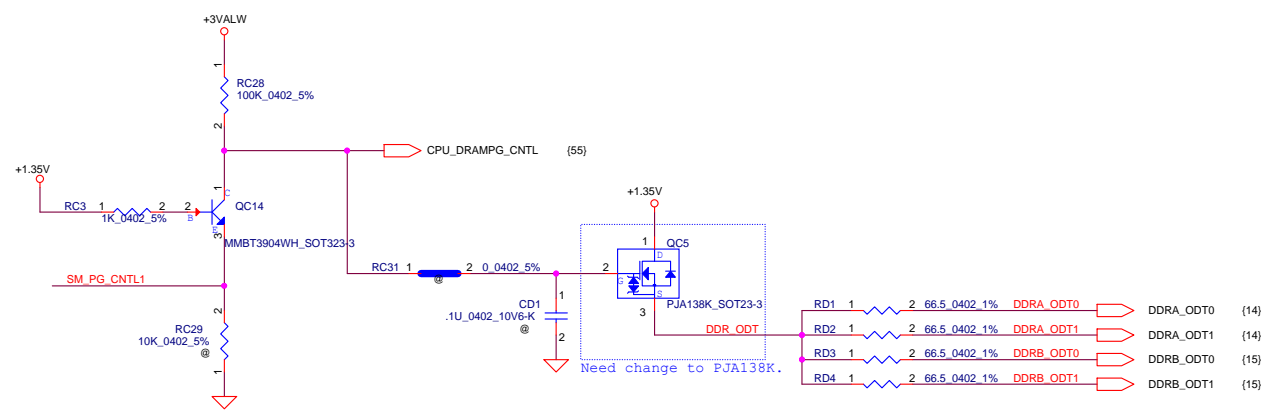 +3VALW
1
RC28
100K_0402_5%
2
CPU_DRAMPG_CNTL {55}
+1.35V
1
C
RC3 1 2 2 QC14
1K_0402_5% B
E
3 MMBT3904WH_SOT323-3
SM_PG_CNTL1
2
RC29
10K_0402_5%
@
1
RC31 1 2 0_0402_5%
@
1
CD1
.1U_0402_10V6-K
@
2
+1.35V
1 QC5
D
2
G
S
PJA138K_SOT23-3
3
DDR_ODT
Need change to PJA138K.
RD1 1 2 66.5_0402_1% DDRA_ODT0 DDRA_ODT0 {14}
RD2 1 2 66.5_0402_1% DDRA_ODT1 DDRA_ODT1 {14}
RD3 1 2 66.5_0402_1% DDRB_ODT0 DDRB_ODT0 {15}
RD4 1 2 66.5_0402_1% DDRB_ODT1 DDRB_ODT1 {15}